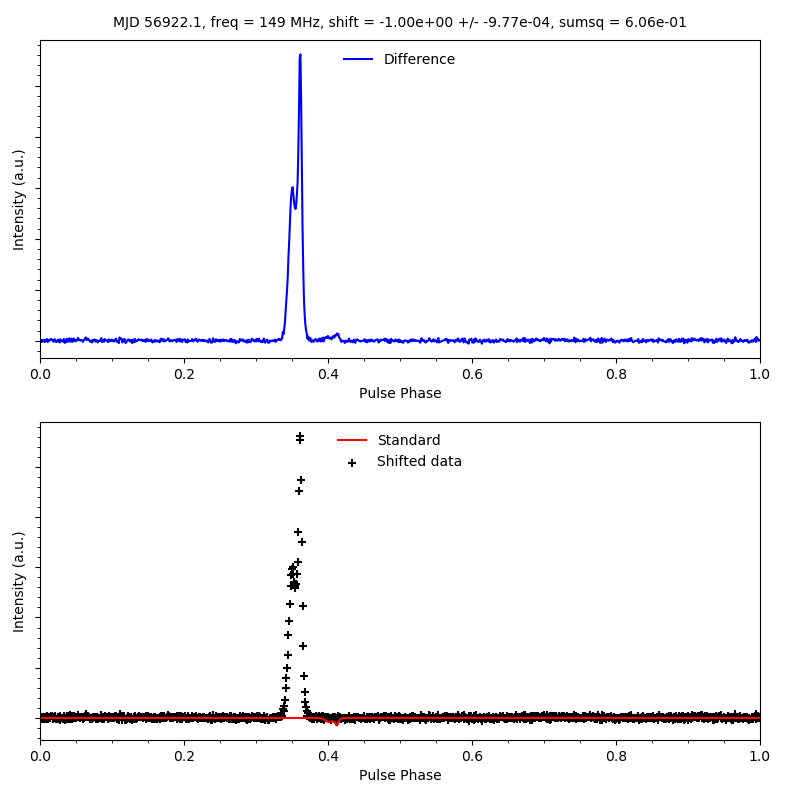 MJD 56922.1, freq = 149 MHz, shift = -1.00e+00 +/- -9.77e-04, sumsq = 6.06e-01
Difference
Intensity (a.u.)
0.0 0.2 0.4 0.6 0.8 1.0
Pulse Phase
Standard
Shifted data
Intensity (a.u.)
0.0 0.2 0.4 0.6 0.8 1.0
Pulse Phase